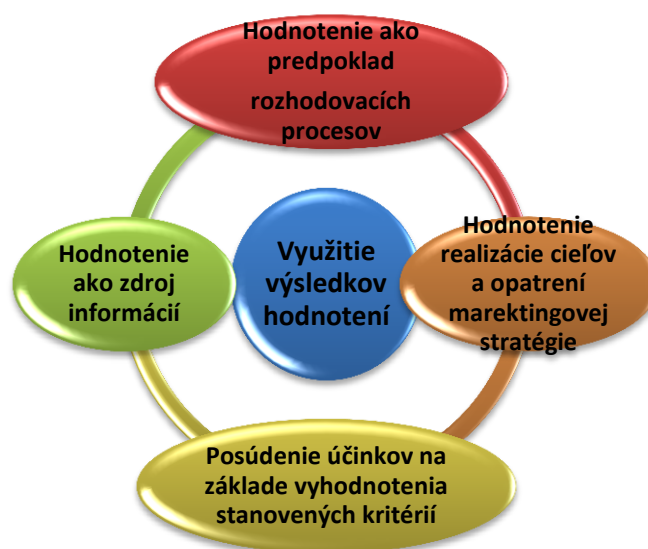 Hodnotenie ako
predpoklad
rozhodovacích
procesov
Hodnotenie
ako zdroj
informácií
Využitie
výsledkov
hodnotení
Hodnotenie
realizácie cieľov
a opatrení
marektingovej
stratégie
Posúdenie účinkov na
základe vyhodnotenia
stanovených kritérií